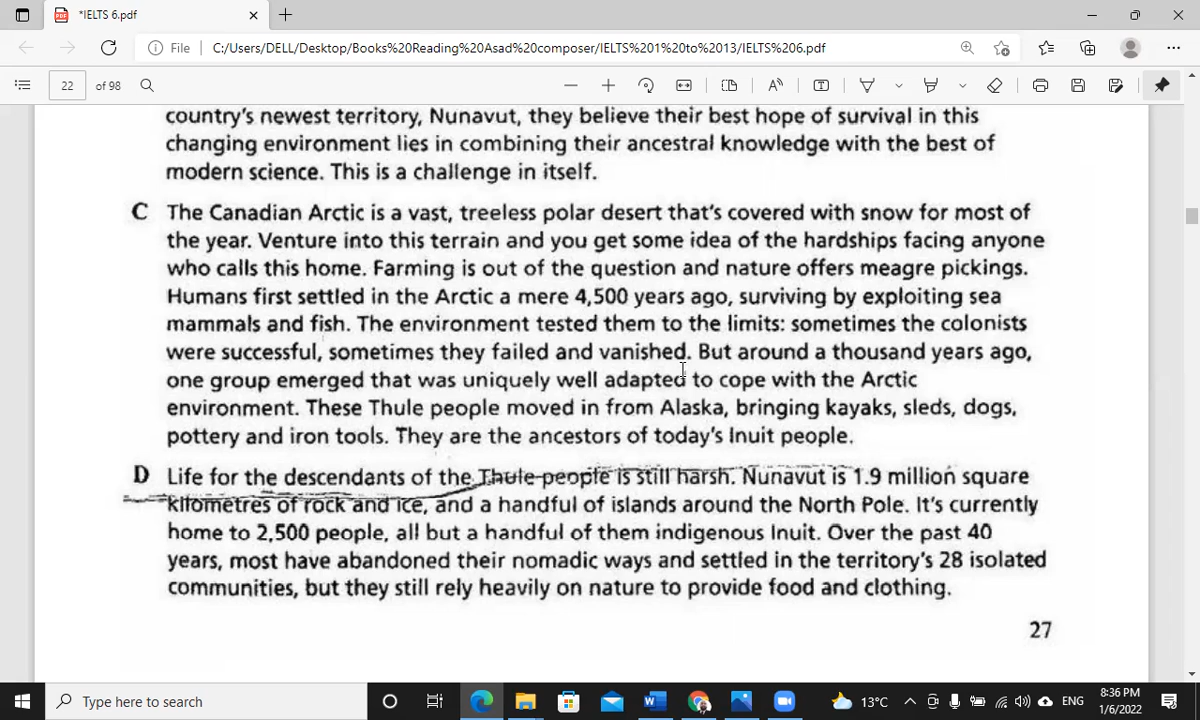 *IELTS 6.pdf
File
C:/Users/DELL/Desktop/Books%20Reading%20Asad%20composer/IELTS%201%20to%2013/IELTS%206.pdf
22 of 98
country's newest territory, Nunavut, they believe their best hope of survival in this
changing environment lies in combining their ancestral knowledge with the best of
modern science. This is a challenge in itself.
C The Canadian Arctic is a vast, treeless polar desert that's covered with snow for most of
the year. Venture into this terrain and you get some idea of the hardships facing anyone
who calls this home. Farming is out of the question and nature offers meagre pickings.
Humans first settled in the Arctic a mere 4,500 years ago, surviving by exploiting sea
mammals and fish. The environment tested them to the limits: sometimes the colonists
were successful, sometimes they failed and vanished. But around a thousand years ago,
one group emerged that was uniquely well adapted to cope with the Arctic
environment. These Thule people moved in from Alaska, bringing kayaks, sleds, dogs,
pottery and iron tools. They are the ancestors of today's Inuit people.
D Life for the descendants of the Thule people is still harsh. Nunavut is 1.9 million square
kilometres of rock and ice, and a handful of islands around the North Pole. It's currently
home to 2,500 people, all but a handful of them indigenous Inuit. Over the past 40
years, most have abandoned their nomadic ways and settled in the territory's 28 isolated
communities, but they still rely heavily on nature to provide food and clothing.
27
Type here to search
13°C
ENG
8:36 PM
1/6/2022